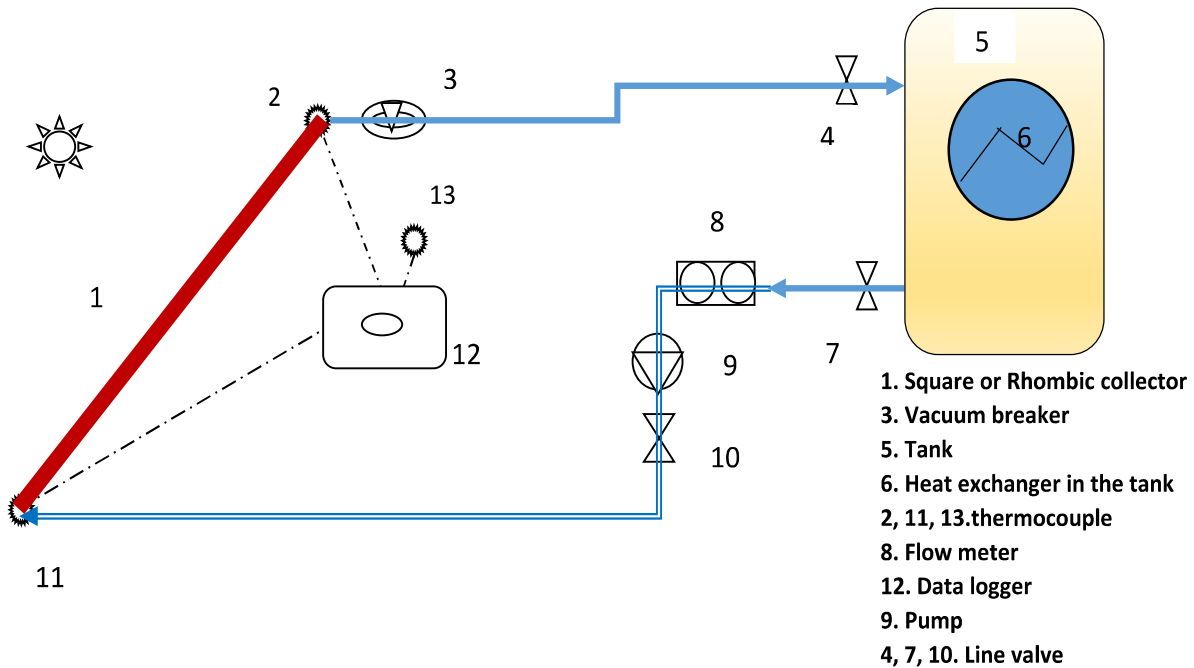 5
3
2
4
6
13
8
1
12
9
7
10
11
1. Square or Rhombic collector
3. Vacuum breaker
5. Tank
6. Heat exchanger in the tank
2, 11, 13.thermocouple
8. Flow meter
12. Data logger
9. Pump
4, 7, 10. Line valve